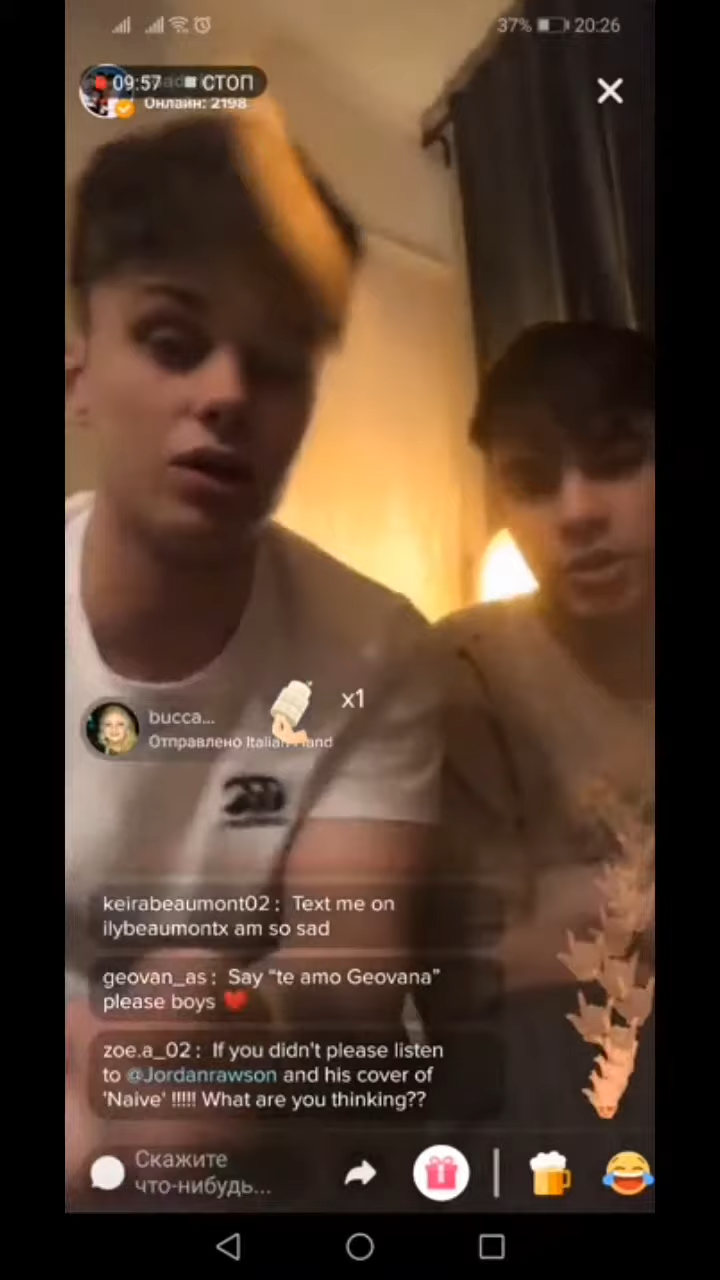 37% 20:26
09:57 СТОП
Онлайн: 2198
x1
bucca...
Отправлено Italian Hand
keirabeaumont02 : Text me on
ilybeaumontx am so sad
geovan_as : Say “te amo Geovana”
please boys ❤️
zoe.a_02 : If you didn't please listen
to @Jordanrawson and his cover of
'Naive' !!!!! What are you thinking??
Скажите
что-нибудь...